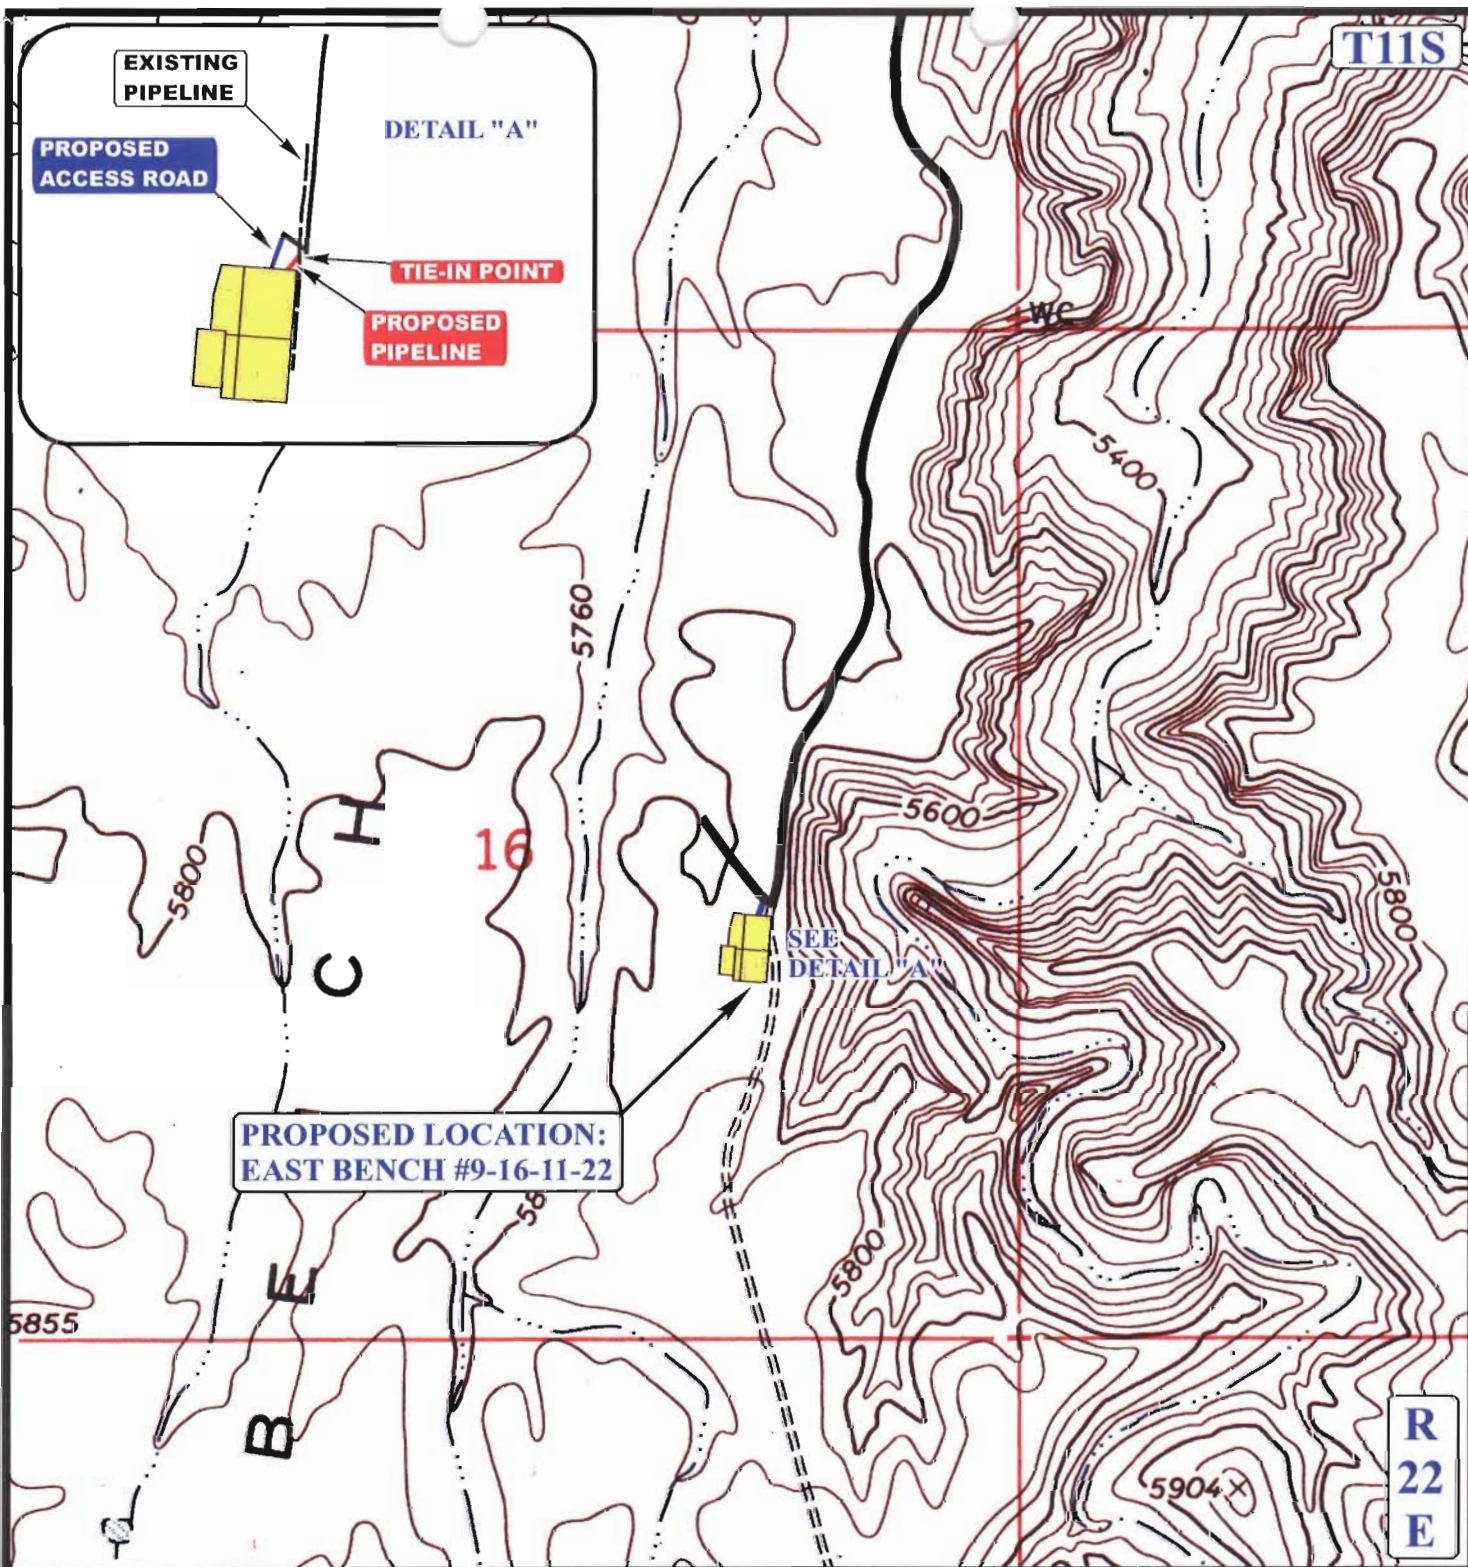 T11S
EXISTING
PIPELINE
DETAIL "A"
PROPOSED
ACCESS ROAD
TIE-IN POINT
PROPOSED
PIPELINE
WC
5400
5760
H
16
5600
5800
5800
C
SEE
DETAIL "A"
PROPOSED LOCATION:
EAST BENCH #9-16-11-22
5800
E
5855
B
R
22
E
5904